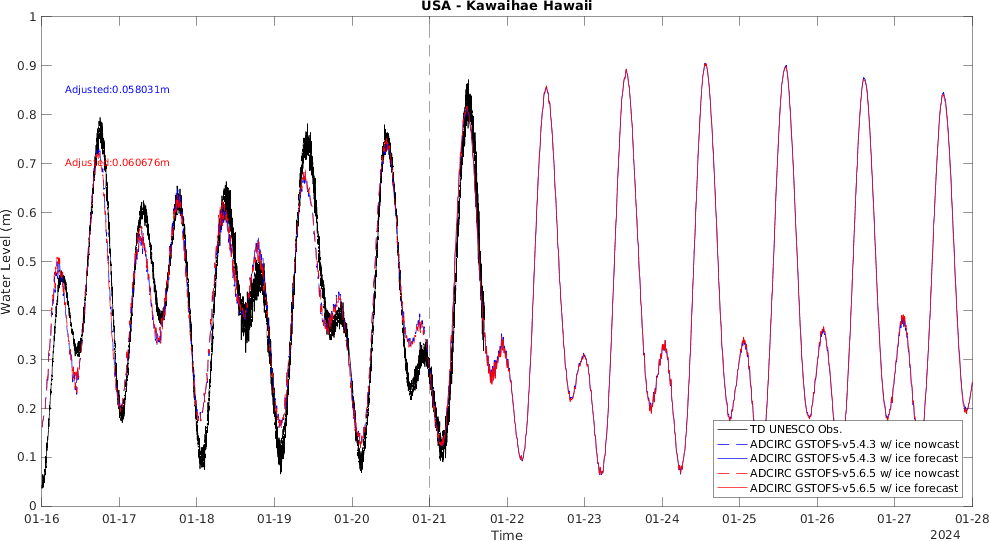 USA - Kawaihae Hawaii
Water Level (m)
1
0.9
0.8
0.7
0.6
0.5
0.4
0.3
0.2
0.1
0
Adjusted:0.058031m
Adjusted:0.060676m
TD UNESCO Obs.
ADCIRC GSTOFS-v5.4.3 w/ ice nowcast
ADCIRC GSTOFS-v5.4.3 w/ ice forecast
ADCIRC GSTOFS-v5.6.5 w/ ice nowcast
ADCIRC GSTOFS-v5.6.5 w/ ice forecast
01-16 01-17 01-18 01-19 01-20 01-21 01-22 01-23 01-24 01-25 01-26 01-27 01-28
Time
2024